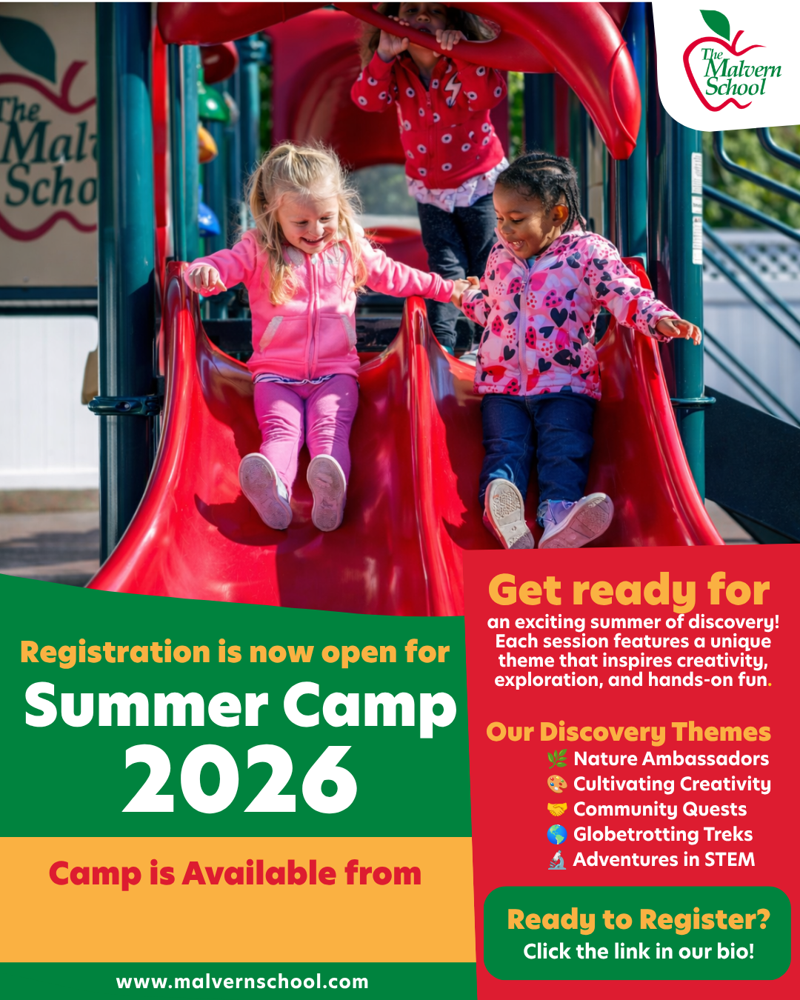 The
Malvern
School
The
Mal
Scho
Get ready for
an exciting summer of discovery!
Each session features a unique
theme that inspires creativity,
exploration, and hands-on fun.
Registration is now open for
Summer Camp
2026
Our Discovery Themes
🌿 Nature Ambassadors
🎨 Cultivating Creativity
🤝 Community Quests
🌎 Globetrotting Treks
🔬 Adventures in STEM
Camp is Available from
Ready to Register?
Click the link in our bio!
www.malvernschool.com